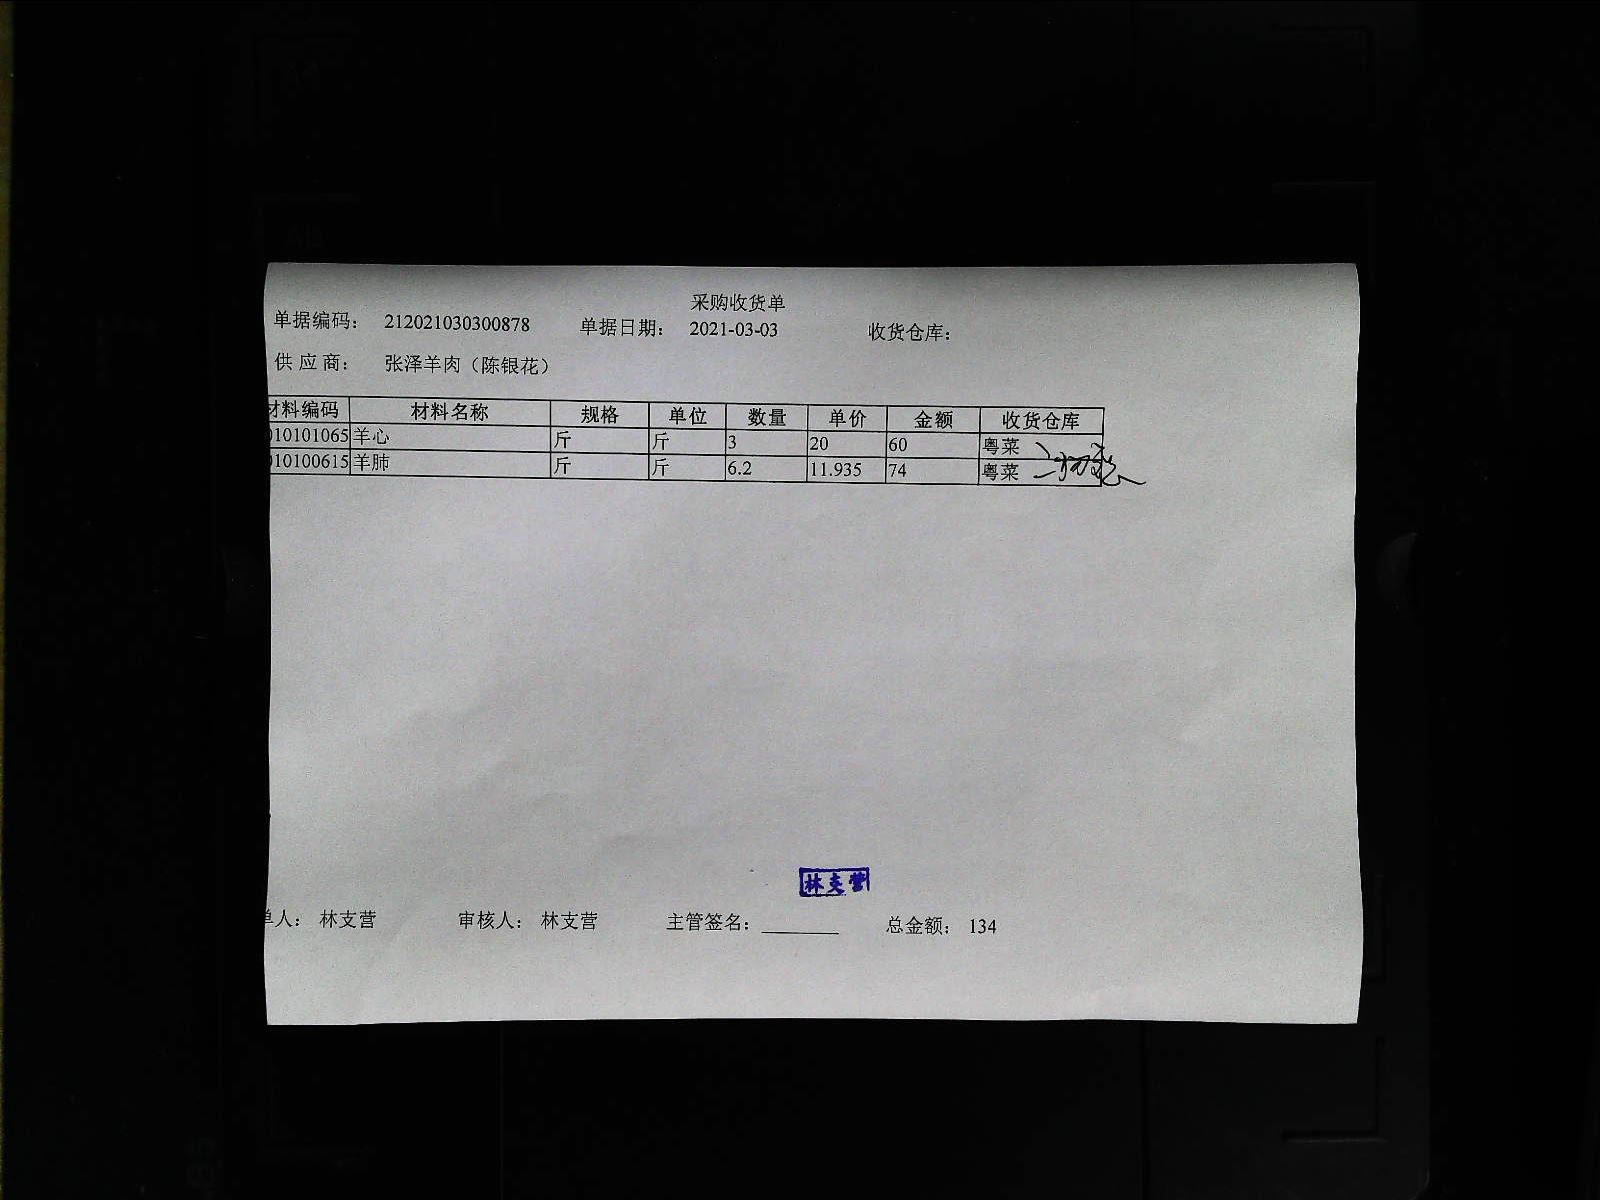 采购收货单
单据编码： 212021030300878 单据日期： 2021-03-03 收货仓库：
供应商： 张泽羊肉（陈银花）
材料编码 材料名称 规格 单位 数量 单价 金额 收货仓库
010101065 羊心 斤 斤 3 20 60 粤菜
010100615 羊肺 斤 斤 6.2 11.935 74 粤菜
林支营
单人： 林支营 审核人： 林支营 主管签名： 总金额： 134